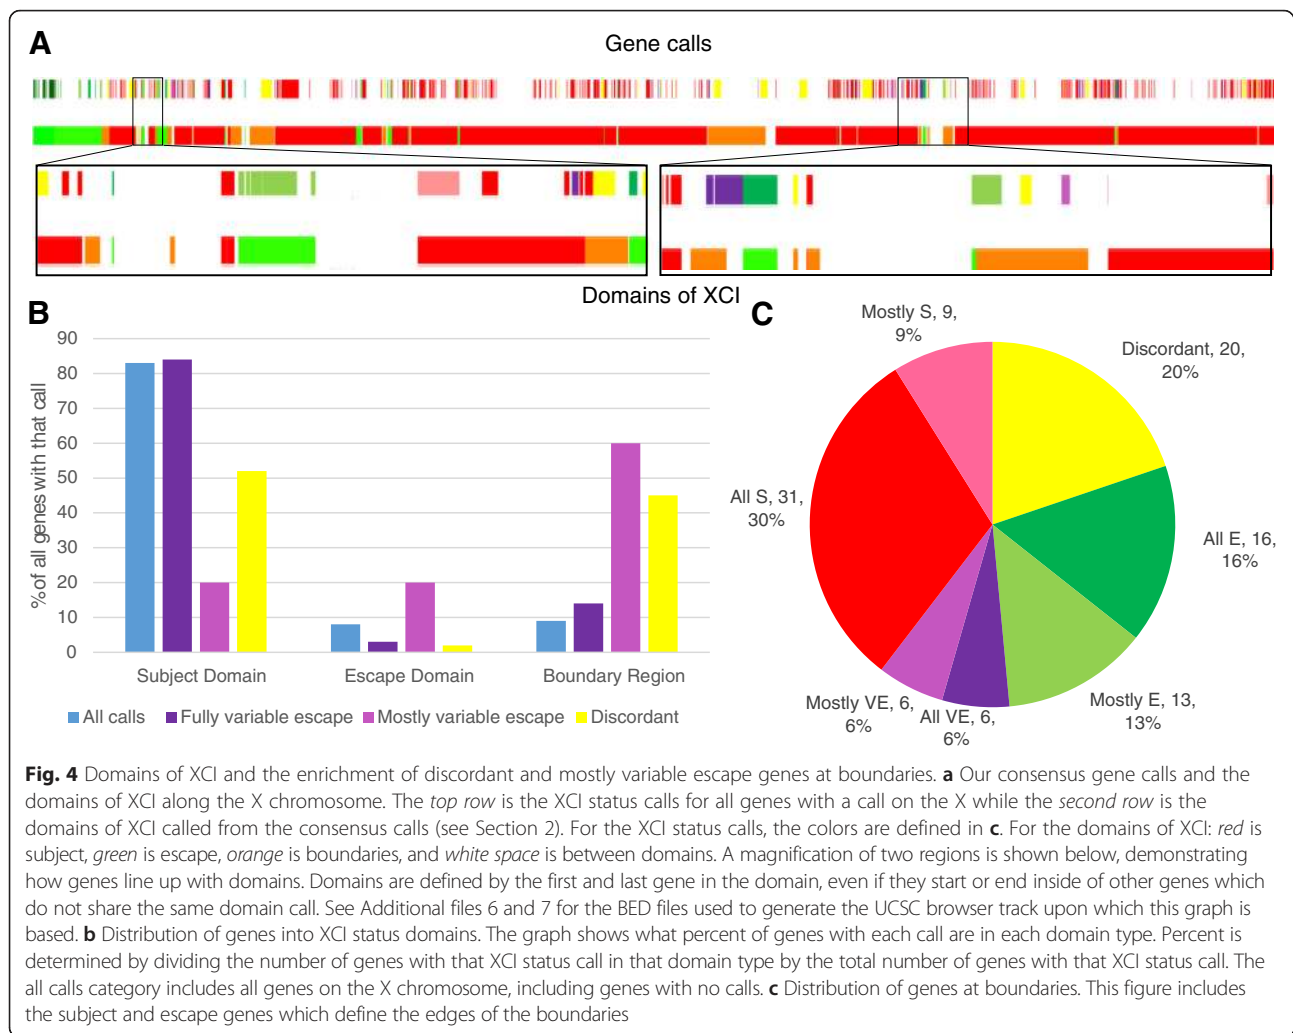 A
Gene calls
Domains of XCI
B
% of all genes with that call
90
80
70
60
50
40
30
20
10
0
Subject Domain
Escape Domain
Boundary Region
All calls
Fully variable escape
Mostly variable escape
Discordant
C
Mostly S, 9,
9%
Discordant, 20,
20%
All S, 31,
30%
All E, 16,
16%
Mostly E, 13,
13%
Mostly VE, 6,
6%
All VE, 6,
6%
Fig. 4 Domains of XCI and the enrichment of discordant and mostly variable escape genes at boundaries. a Our consensus gene calls and the
domains of XCI along the X chromosome. The top row is the XCI status calls for all genes with a call on the X while the second row is the
domains of XCI called from the consensus calls (see Section 2). For the XCI status calls, the colors are defined in c. For the domains of XCI: red is
subject, green is escape, orange is boundaries, and white space is between domains. A magnification of two regions is shown below, demonstrating
how genes line up with domains. Domains are defined by the first and last gene in the domain, even if they start or end inside of other genes which
do not share the same domain call. See Additional files 6 and 7 for the BED files used to generate the UCSC browser track upon which this graph is
based. b Distribution of genes into XCI status domains. The graph shows what percent of genes with each call are in each domain type. Percent is
determined by dividing the number of genes with that XCI status call in that domain type by the total number of genes with that XCI status call. The
all calls category includes all genes on the X chromosome, including genes with no calls. c Distribution of genes at boundaries. This figure includes
the subject and escape genes which define the edges of the boundaries